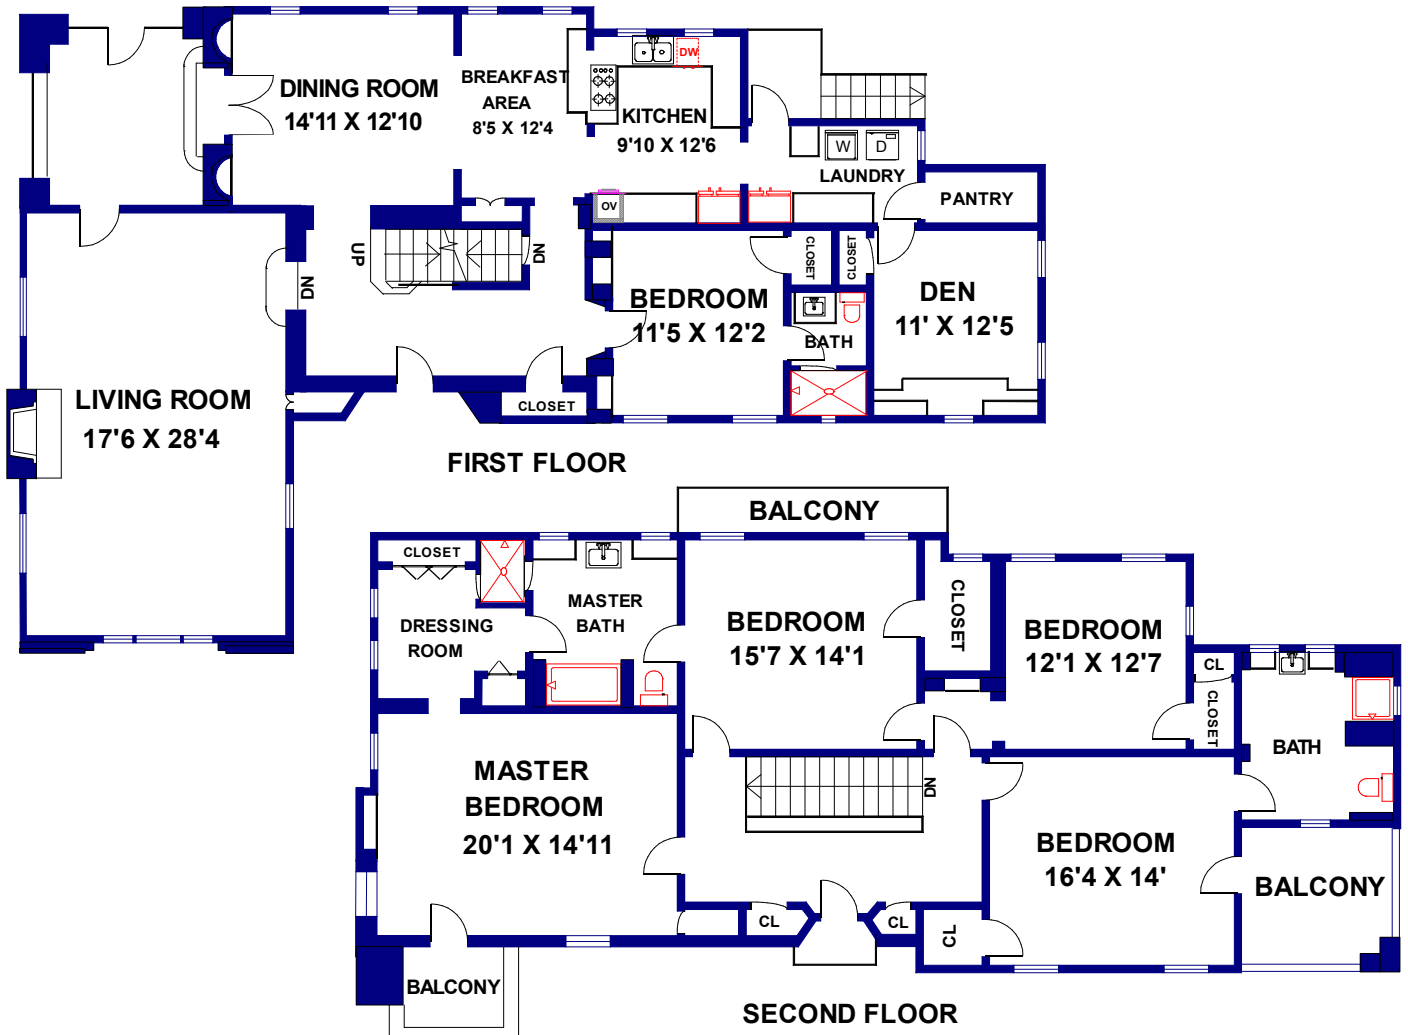 DINING ROOM
14'11 X 12'10
BREAKFAST
AREA
8'5 X 12'4
DW
KITCHEN
9'10 X 12'6
W
D
LAUNDRY
PANTRY
OV
UP
DN
DN
CLOSET
CLOSET
BEDROOM
11'5 X 12'2
BATH
DEN
11' X 12'5
LIVING ROOM
17'6 X 28'4
CLOSET
FIRST FLOOR
BALCONY
CLOSET
MASTER
BATH
DRESSING
ROOM
BEDROOM
15'7 X 14'1
CLOSET
BEDROOM
12'1 X 12'7
CL
CLOSET
BATH
MASTER
BEDROOM
20'1 X 14'11
DN
BEDROOM
16'4 X 14'
BALCONY
CL
CL
CL
BALCONY
SECOND FLOOR